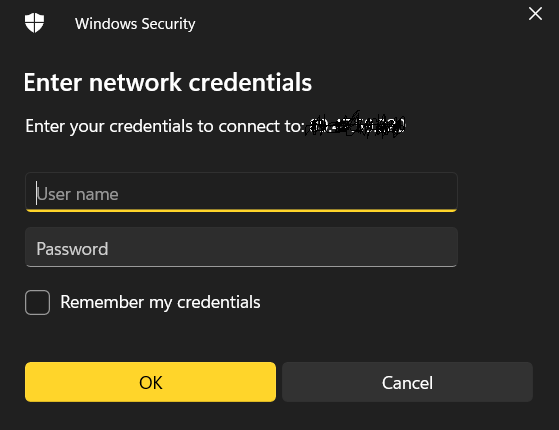 Windows Security
Enter network credentials
Enter your credentials to connect to:
User name
Password
Remember my credentials
OK
Cancel